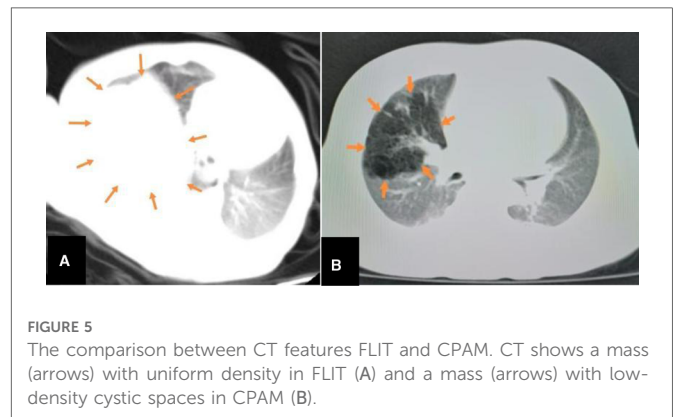 A
B
FIGURE 5
The comparison between CT features FLIT and CPAM. CT shows a mass
(arrows) with uniform density in FLIT (A) and a mass (arrows) with low-
density cystic spaces in CPAM (B).